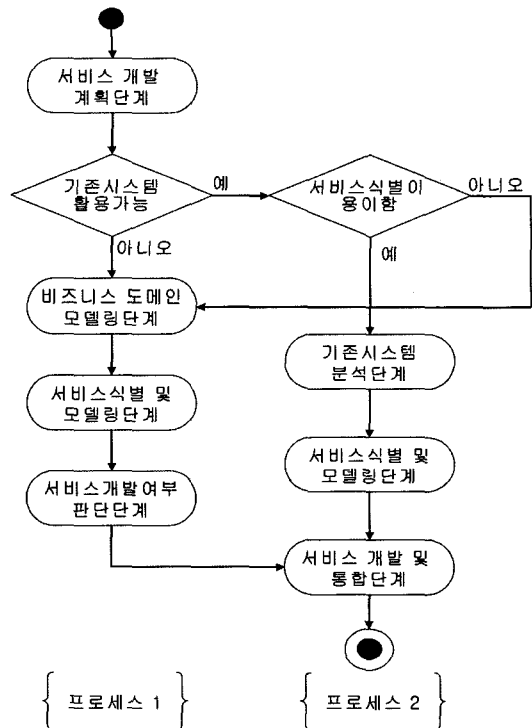 서비스 개발
계획단계
기존시스템
활용가능
예
서비스식별이
용이함
아니오
아니오
예
비즈니스 도메인
모델링단계
기존시스템
분석단계
서비스식별 및
모델링단계
서비스식별 및
모델링단계
서비스개발여부
판단단계
서비스 개발 및
통합단계
프로세스 1
프로세스 2